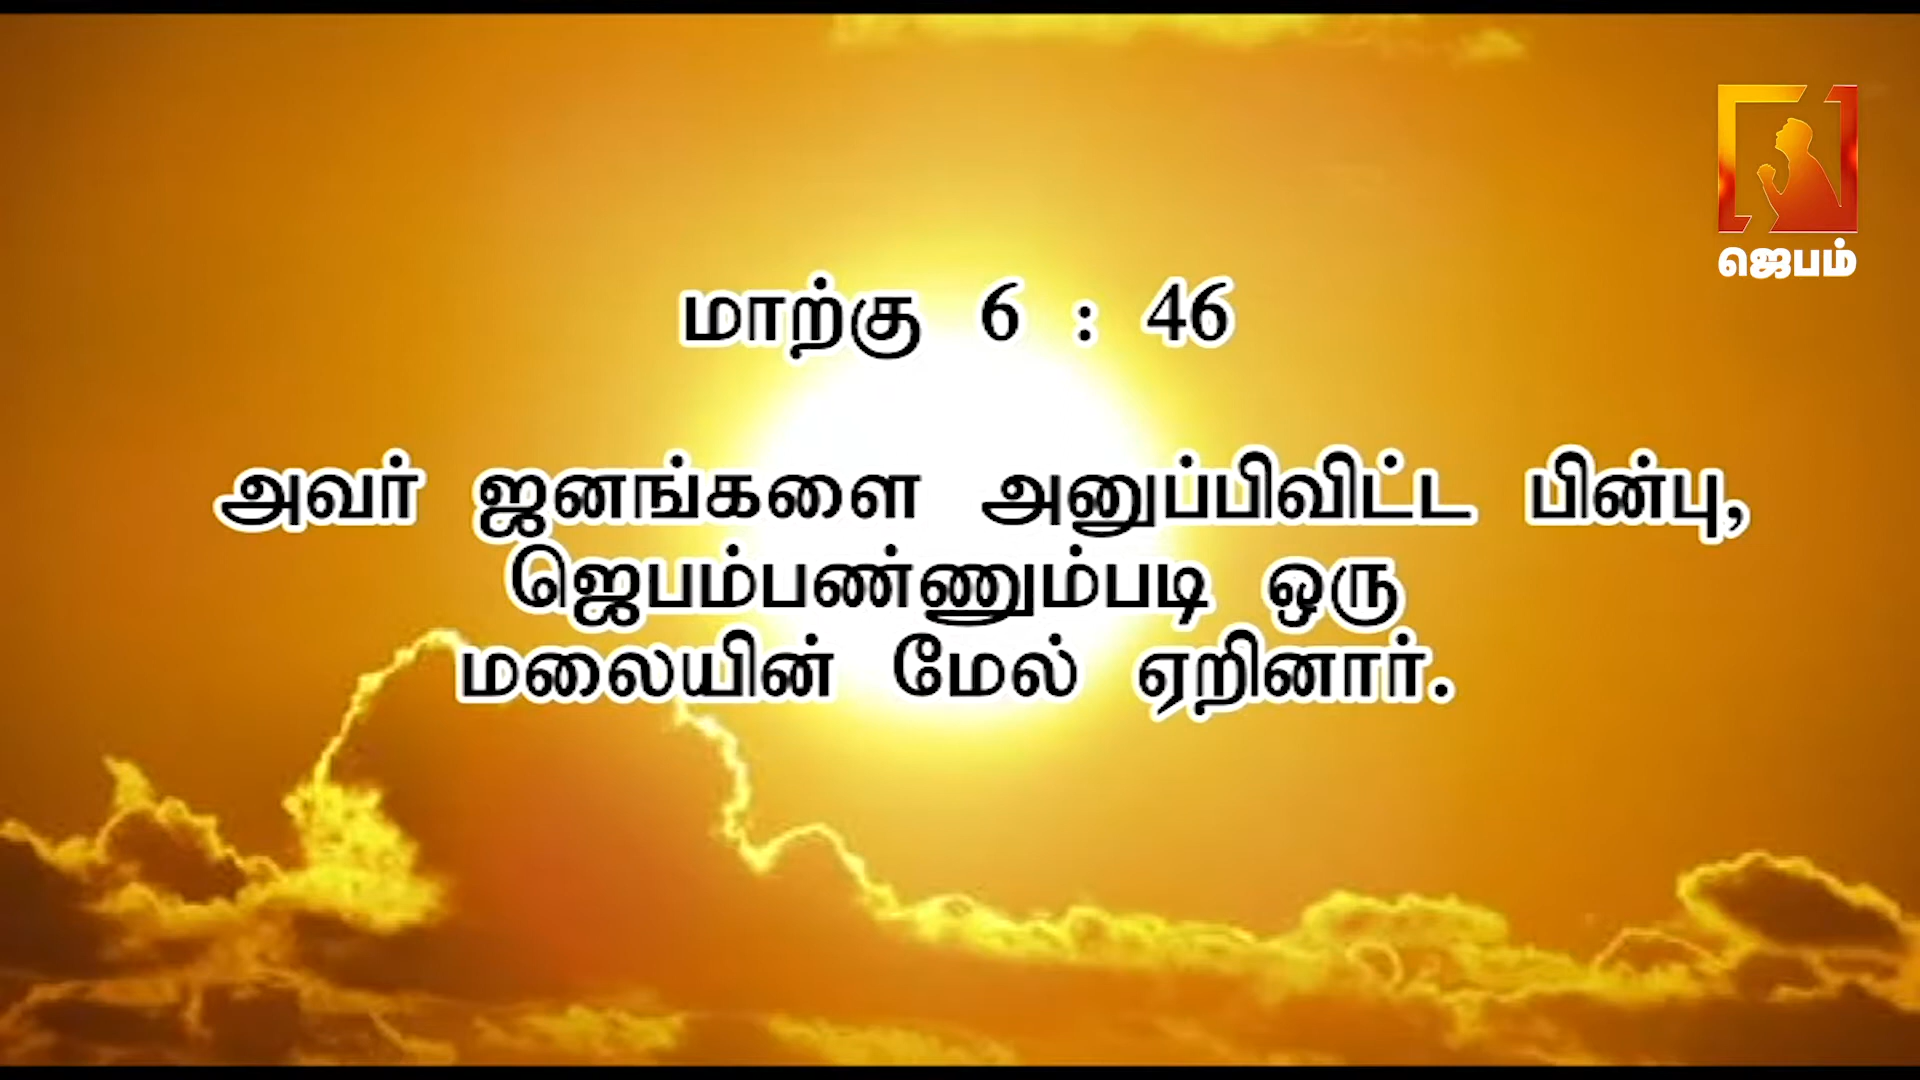 ஜெபம்
மாற்கு 6 : 46
அவர் ஜனங்களை அனுப்பிவிட்ட பின்பு,
ஜெபம்பண்ணும்படி ஒரு
மலையின் மேல் ஏறினார்.